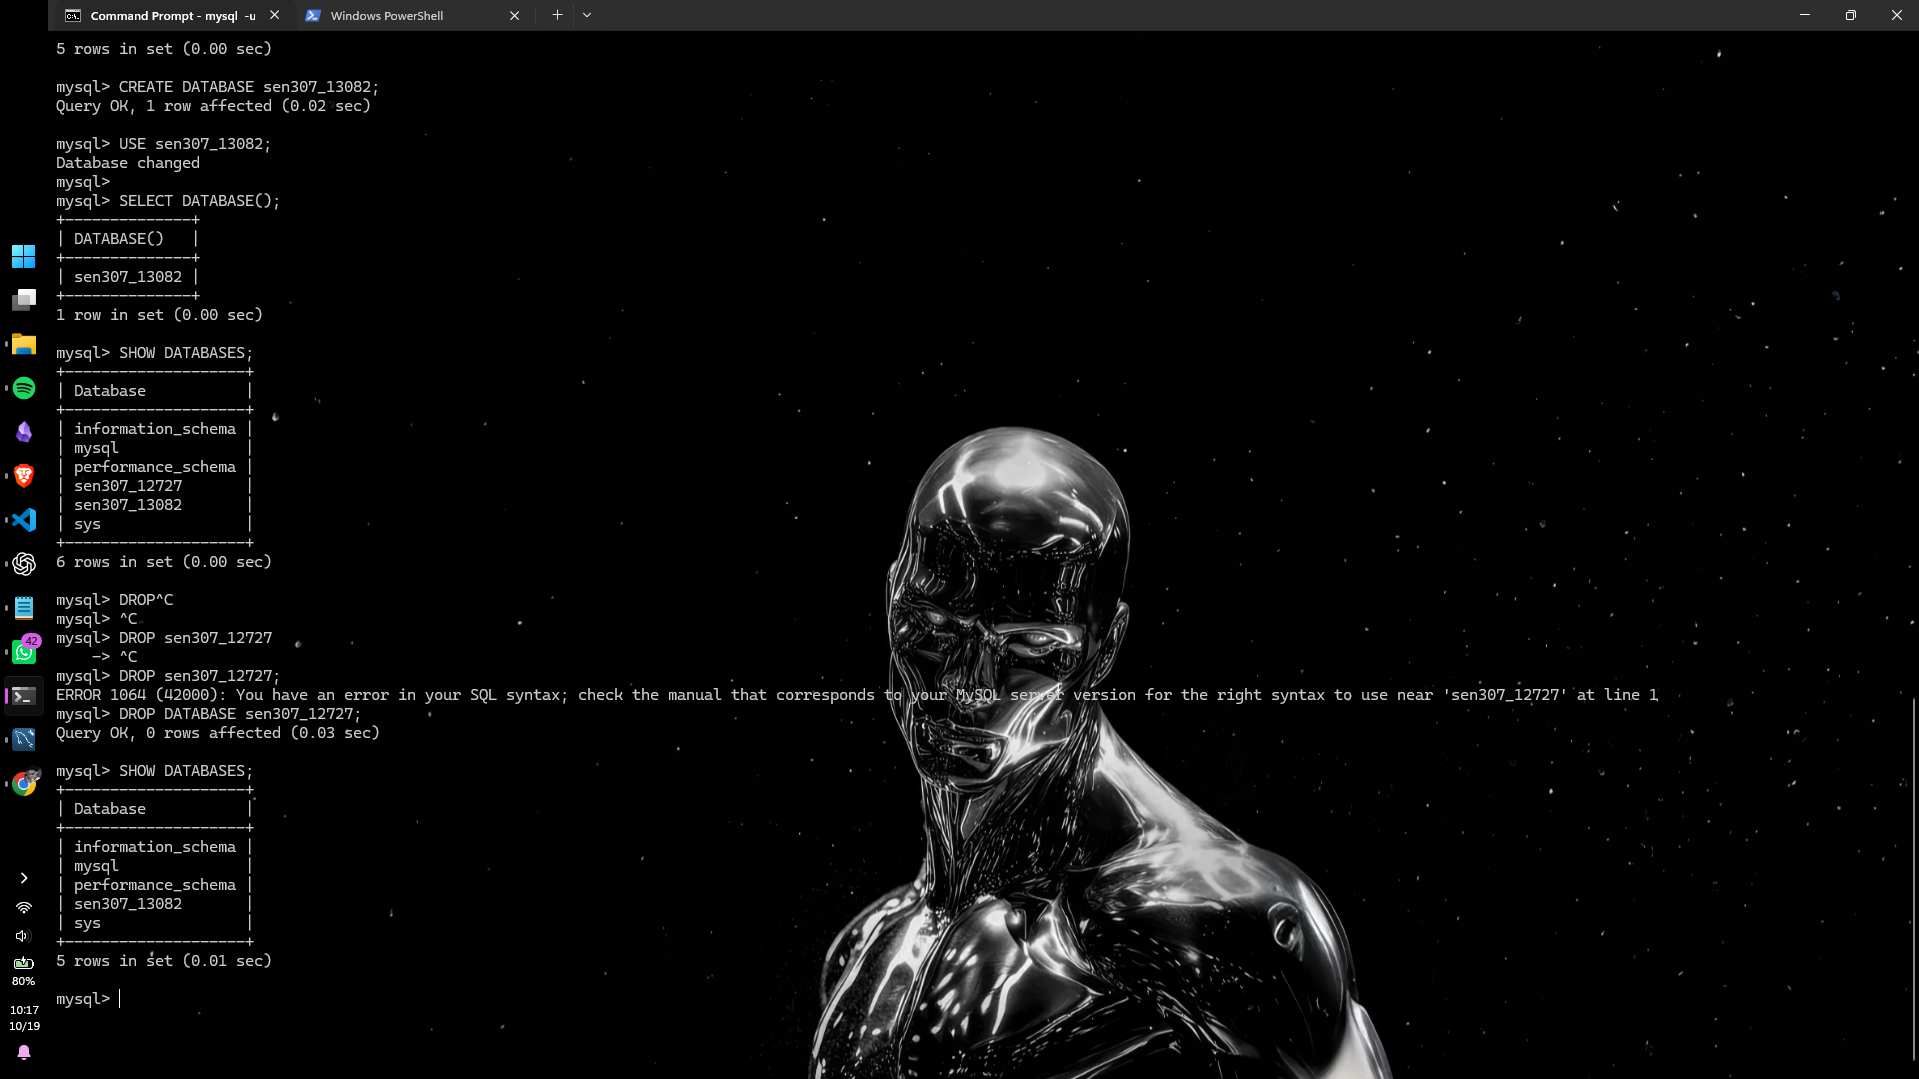 Command Prompt - mysql  -u
Windows PowerShell
5 rows in set (0.00 sec)
mysql> CREATE DATABASE sen307_13082;
Query OK, 1 row affected (0.02 sec)
mysql> USE sen307_13082;
Database changed
mysql>
mysql> SELECT DATABASE();
+--------------+
| DATABASE()   |
+--------------+
| sen307_13082 |
+--------------+
1 row in set (0.00 sec)
mysql> SHOW DATABASES;
+--------------------+
| Database           |
+--------------------+
| information_schema |
| mysql              |
| performance_schema |
| sen307_12727       |
| sen307_13082       |
| sys                |
+--------------------+
6 rows in set (0.00 sec)
mysql> DROP^C
mysql> ^C
mysql> DROP sen307_12727
    -> ^C
mysql> DROP sen307_12727;
ERROR 1064 (42000): You have an error in your SQL syntax; check the manual that corresponds to your MySQL server version for the right syntax to use near 'sen307_12727' at line 1
mysql> DROP DATABASE sen307_12727;
Query OK, 0 rows affected (0.03 sec)
mysql> SHOW DATABASES;
+--------------------+
| Database           |
+--------------------+
| information_schema |
| mysql              |
| performance_schema |
| sen307_13082       |
| sys                |
+--------------------+
5 rows in set (0.01 sec)
mysql>
42
80%
10:17
10/19